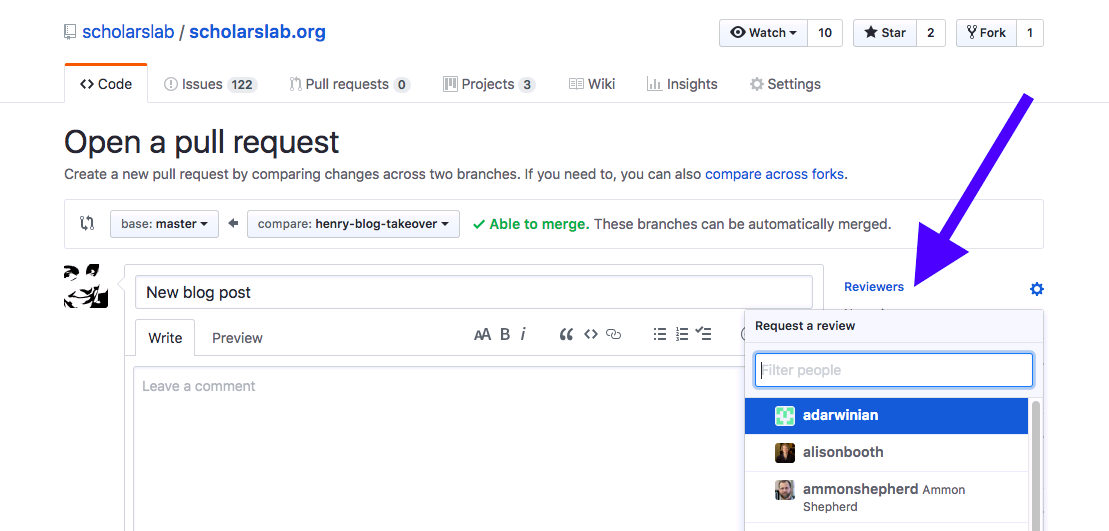 scholarslab / scholarslab.org
Watch 10 Star 2 Fork 1
Code Issues 122 Pull requests 0 Projects 3 Wiki Insights Settings
Open a pull request
Create a new pull request by comparing changes across two branches. If you need to, you can also compare across forks.
base: master compare: henry-blog-takeover Able to merge. These branches can be automatically merged.
Reviewers
New blog post
Request a review
Write Preview AA B i
Filter people
Leave a comment
adarwinian
alisonbooth
ammonshepherd Ammon
Shepherd